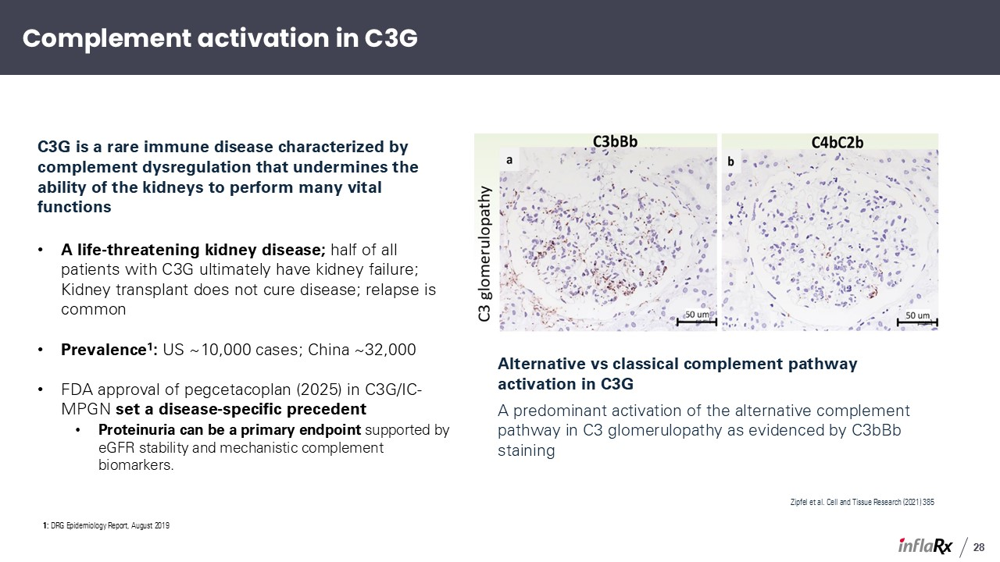 Complement activation in C3G
C3G is a rare immune disease characterized by
complement dysregulation that undermines the
ability of the kidneys to perform many vital
functions
• A life-threatening kidney disease; half of all
patients with C3G ultimately have kidney failure;
Kidney transplant does not cure disease; relapse is
common
• Prevalence¹: US ~10,000 cases; China ~32,000
• FDA approval of pegcetacoplan (2025) in C3G/IC-
MPGN set a disease-specific precedent
• Proteinuria can be a primary endpoint supported by
eGFR stability and mechanistic complement
biomarkers.
C3bBb
C4bC2b
a
b
C3 glomerulopathy
50 um
50 um
Alternative vs classical complement pathway
activation in C3G
A predominant activation of the alternative complement
pathway in C3 glomerulopathy as evidenced by C3bBb
staining
Zipfel et al. Cell and Tissue Research (2021) 385
1: DRG Epidemiology Report, August 2019
inflaRx / 28